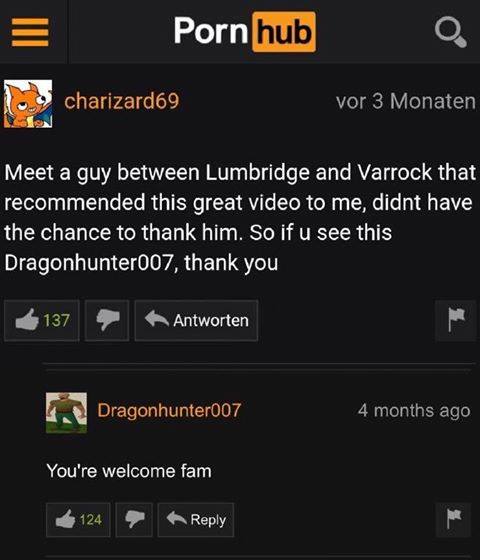 Porn hub
charizard69 vor 3 Monaten
Meet a guy between Lumbridge and Varrock that
recommended this great video to me, didnt have
the chance to thank him. So if u see this
Dragonhunter007, thank you
137 Antworten
Dragonhunter007 4 months ago
You're welcome fam
124 Reply